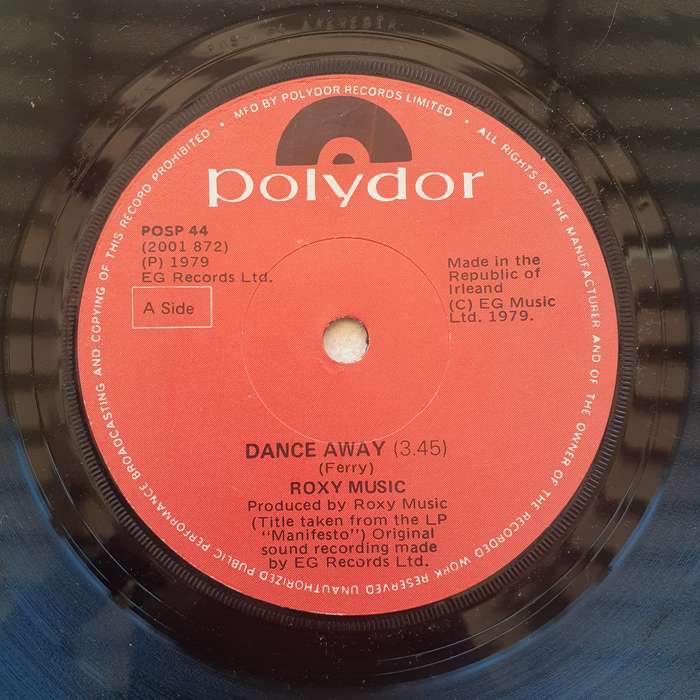 MFD BY POLYDOR RECORDS LIMITED • ALL RIGHTS OF THE MANUFACTURER AND OF THE OWNER OF THE RECORDED WORK RESERVED UNAUTHORIZED PUBLIC PERFORMANCE BROADCASTING AND COPYING OF THIS RECORD PROHIBITED •
polydor
POSP 44
(2001 872)
(P) 1979
EG Records Ltd.
A Side
Made in the
Republic of
Irleand
(C) EG Music
Ltd. 1979.
DANCE AWAY (3.45)
(Ferry)
ROXY MUSIC
Produced by Roxy Music
(Title taken from the LP
"Manifesto") Original
sound recording made
by EG Records Ltd.